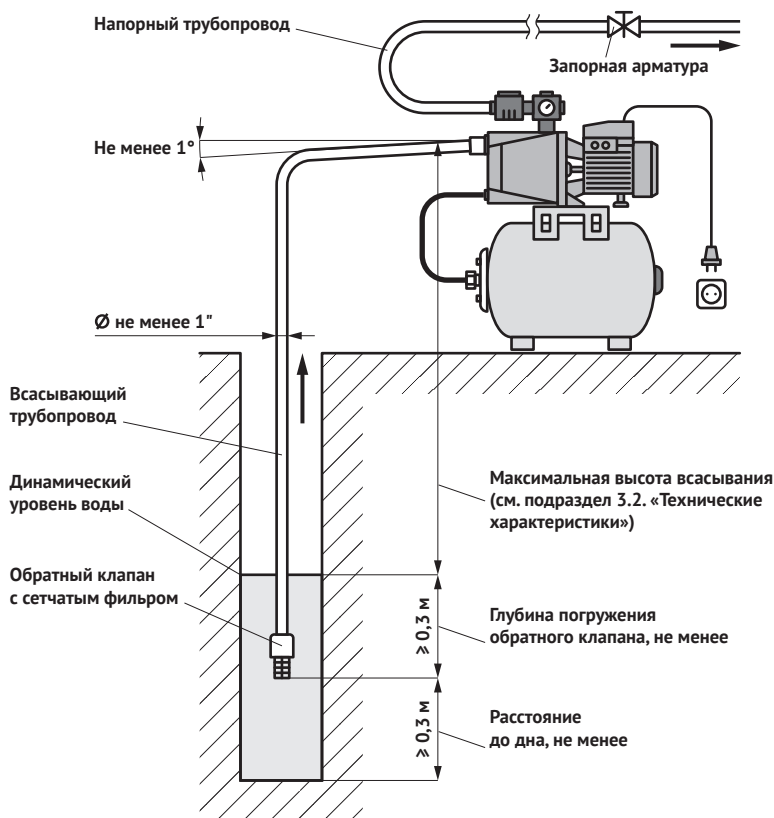 Напорный трубопровод
Запорная арматура
Не менее 1°
Ø не менее 1"
Всасывающий
трубопровод
Динамический
уровень воды
Обратный клапан
с сетчатым фильром
Максимальная высота всасывания
(см. подраздел 3.2. «Технические
характеристики»)
≥ 0,3 м
Глубина погружения
обратного клапана, не менее
≥ 0,3 м
Расстояние
до дна, не менее